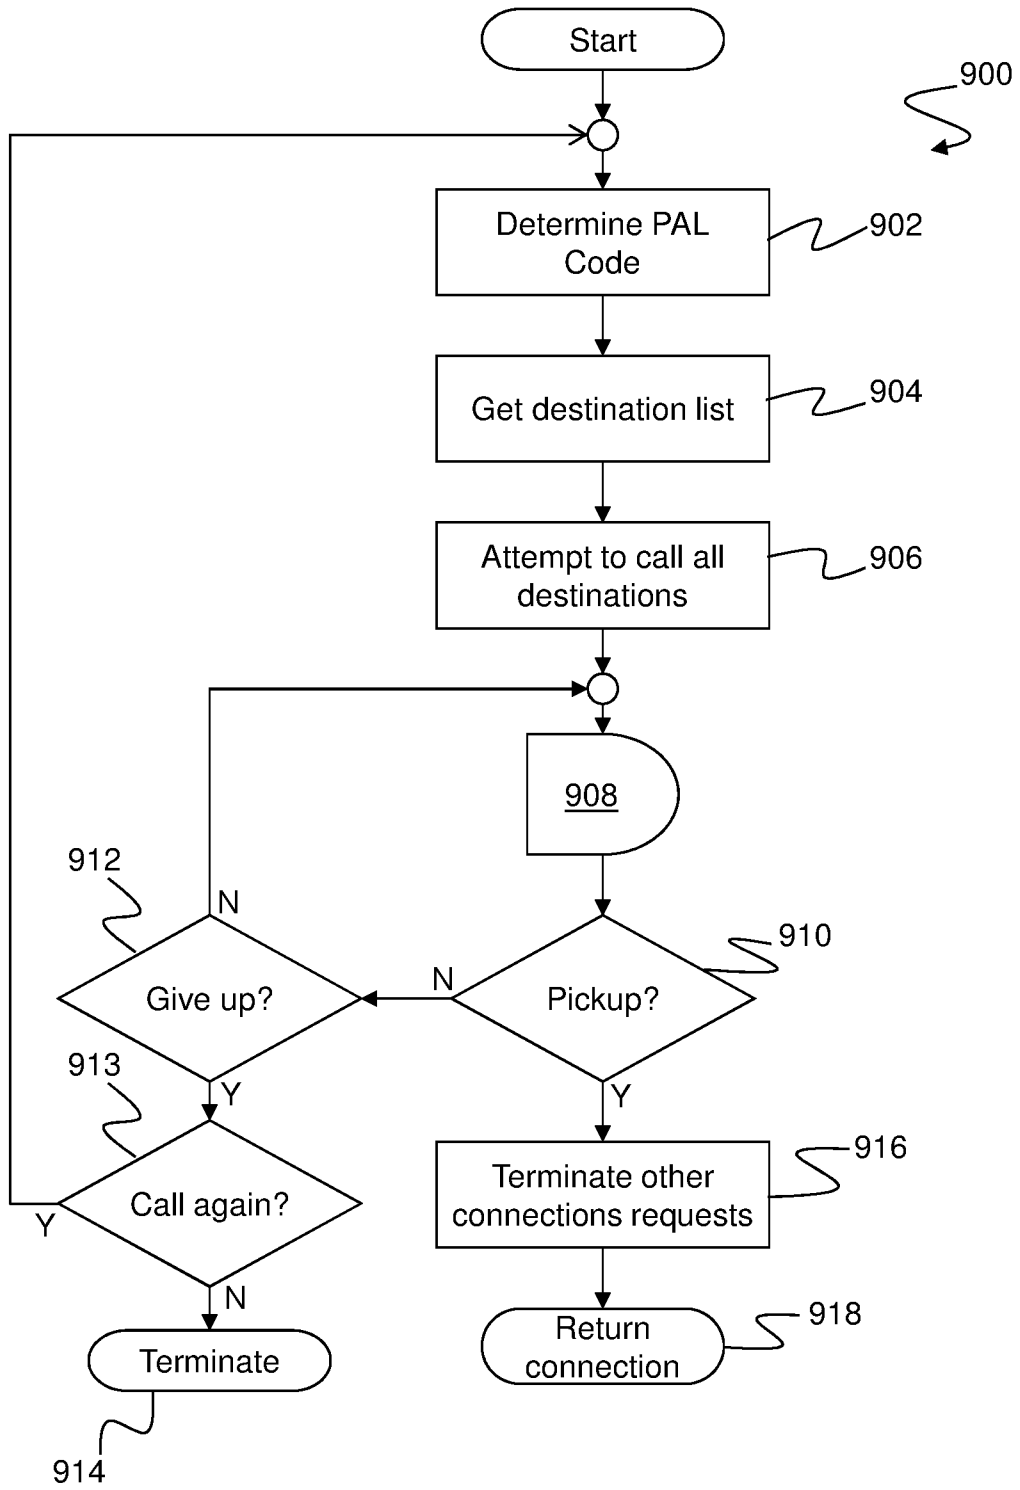 Start
900
Determine PAL
Code
902
Get destination list
904
Attempt to call all
destinations
906
908
912
N
Give up?
N
Pickup?
910
913
Y
Y
Call again?
Y
Terminate other
connections requests
916
N
Terminate
Return
connection
918
914